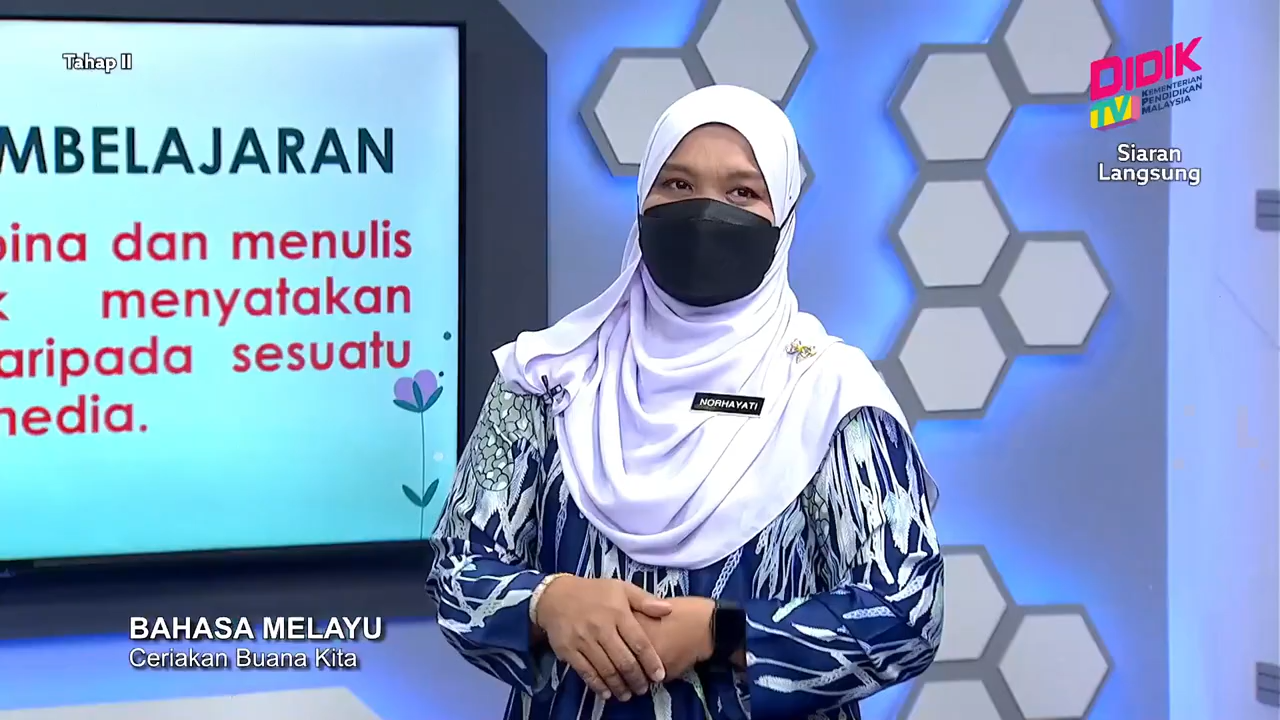 Tahap II
MBELAJARAN
bina dan menulis
k menyatakan
aripada sesuatu
media.
NORHAYATI
BAHASA MELAYU
Ceriakan Buana Kita
DIDIK
TV
KEMENTERIAN
PENDIDIKAN
MALAYSIA
Siaran
Langsung